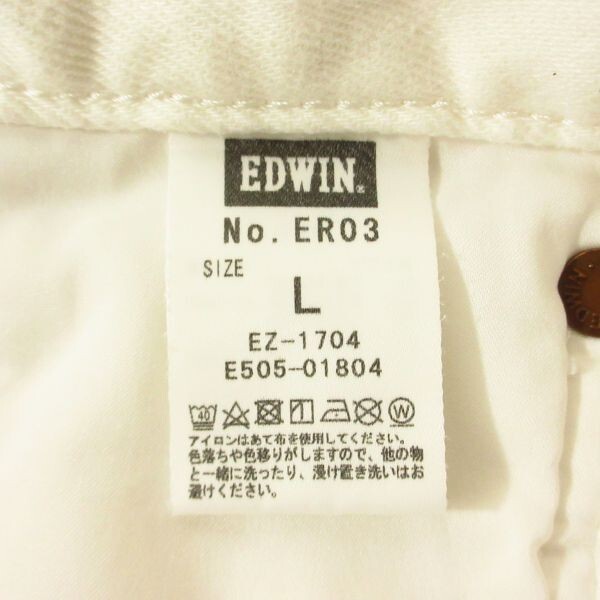 EDWIN®
No. ER03
SIZE
L
EZ-1704
E505-01804
40
W
アイロンはあて布を使用してください。
色落ちや色移りがしますので、他の物
と一緒に洗ったり、浸け置き洗いはお
避けください。
EDWIN